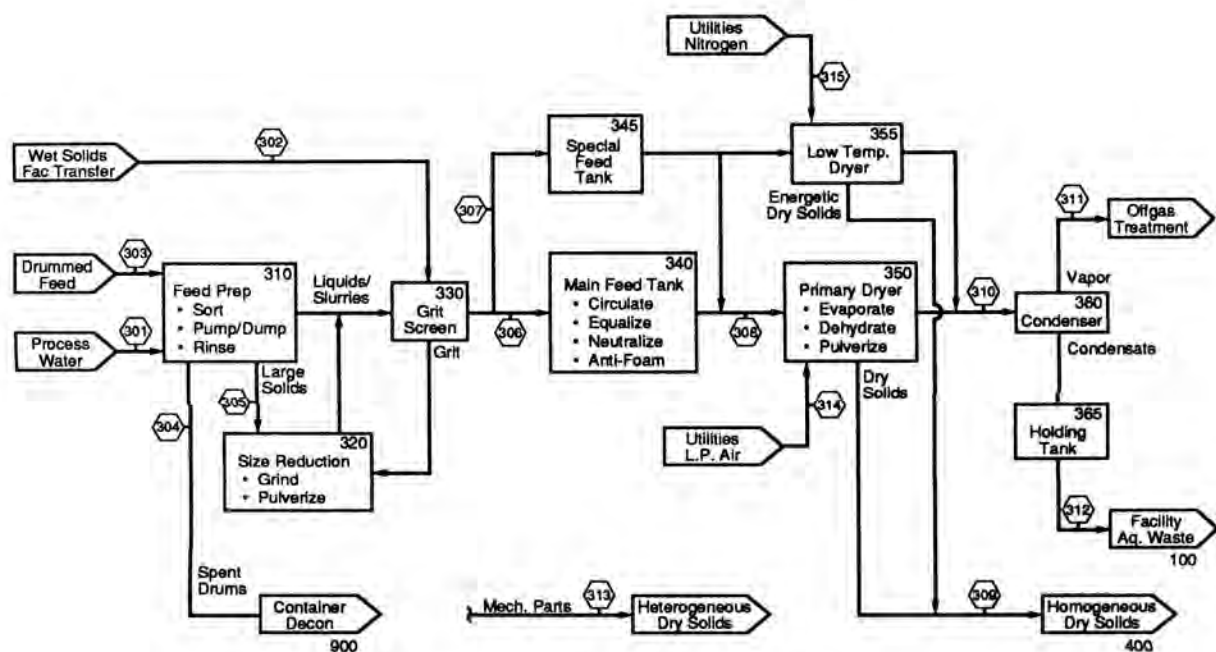 Utilities
Nitrogen
315
302
345
Special
Feed
Tank
355
Low Temp.
Dryer
Wet Solids
Fac Transfer
307
Energetic
Dry Solids
311
Offgas
Treatment
303
Drummed
Feed
310
Feed Prep
• Sort
• Pump/Dump
• Rinse
Liquids/
Slurries
330
Grit
Screen
340
Main Feed Tank
• Circulate
• Equalize
• Neutralize
• Anti-Foam
350
Primary Dryer
• Evaporate
• Dehydrate
• Pulverize
310
Vapor
360
Condenser
301
Process
Water
306
308
Grit
Condensate
Large
Solids
Dry
Solids
305
304
314
320
Size Reduction
• Grind
+ Pulverize
Utilities
L.P. Air
365
Holding
Tank
312
Facility
Aq. Waste
100
Spent
Drums
Container
Decon
900
Mech. Parts
313
Heterogeneous
Dry Solids
309
Homogeneous
Dry Solids
400